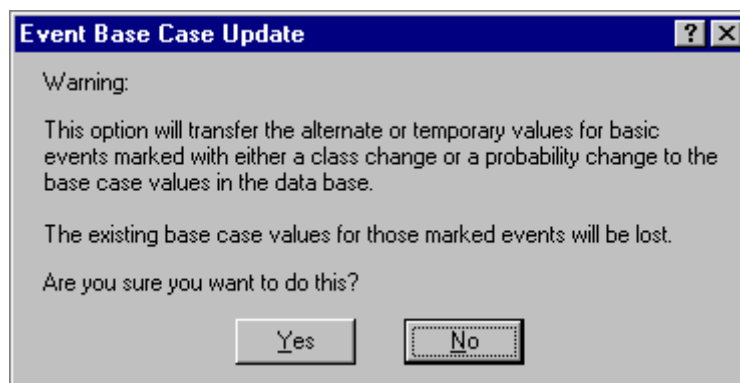 Event Base Case Update
?
Warning:
This option will transfer the alternate or temporary values for basic
events marked with either a class change or a probability change to the
base case values in the data base.
The existing base case values for those marked events will be lost.
Are you sure you want to do this?
Yes
No